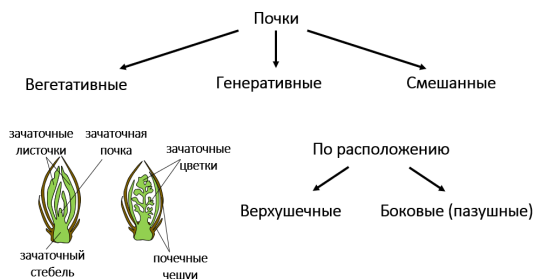 Почки
Вегетативные
Генеративные
Смешанные
зачаточные
листочки
зачаточная
почка
зачаточные
цветки
зачаточный
стебель
почечные
чешуи
По расположению
Верхушечные
Боковые (пазушные)